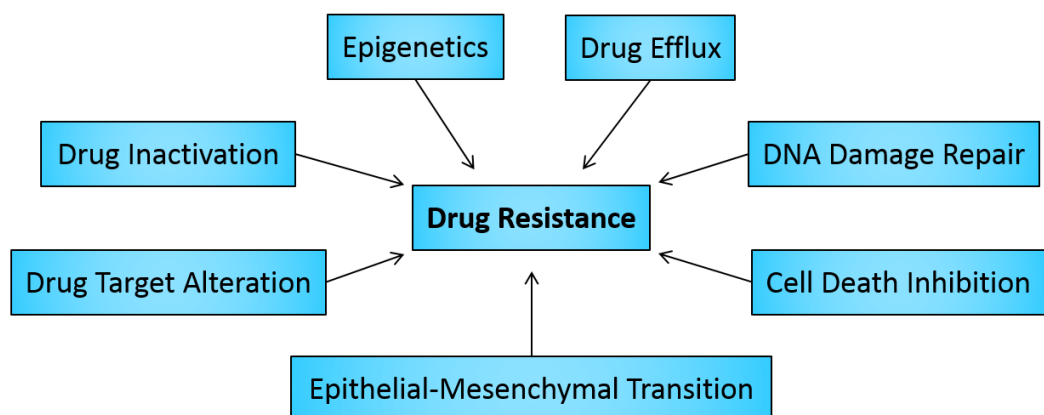 Epigenetics
Drug Efflux
Drug Inactivation
DNA Damage Repair
Drug Resistance
Drug Target Alteration
Cell Death Inhibition
Epithelial-Mesenchymal Transition